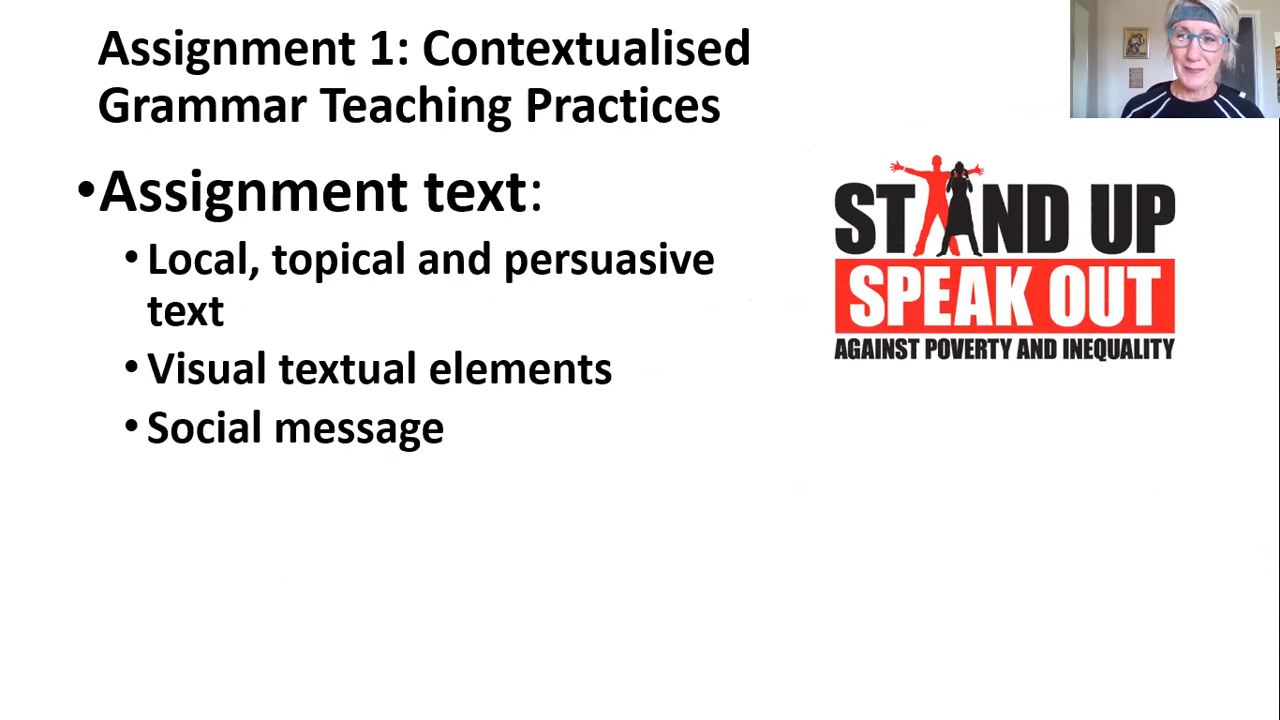 Assignment 1: Contextualised
Grammar Teaching Practices
•Assignment text:
•Local, topical and persuasive
text
•Visual textual elements
•Social message
STAND UP
SPEAK OUT
AGAINST POVERTY AND INEQUALITY